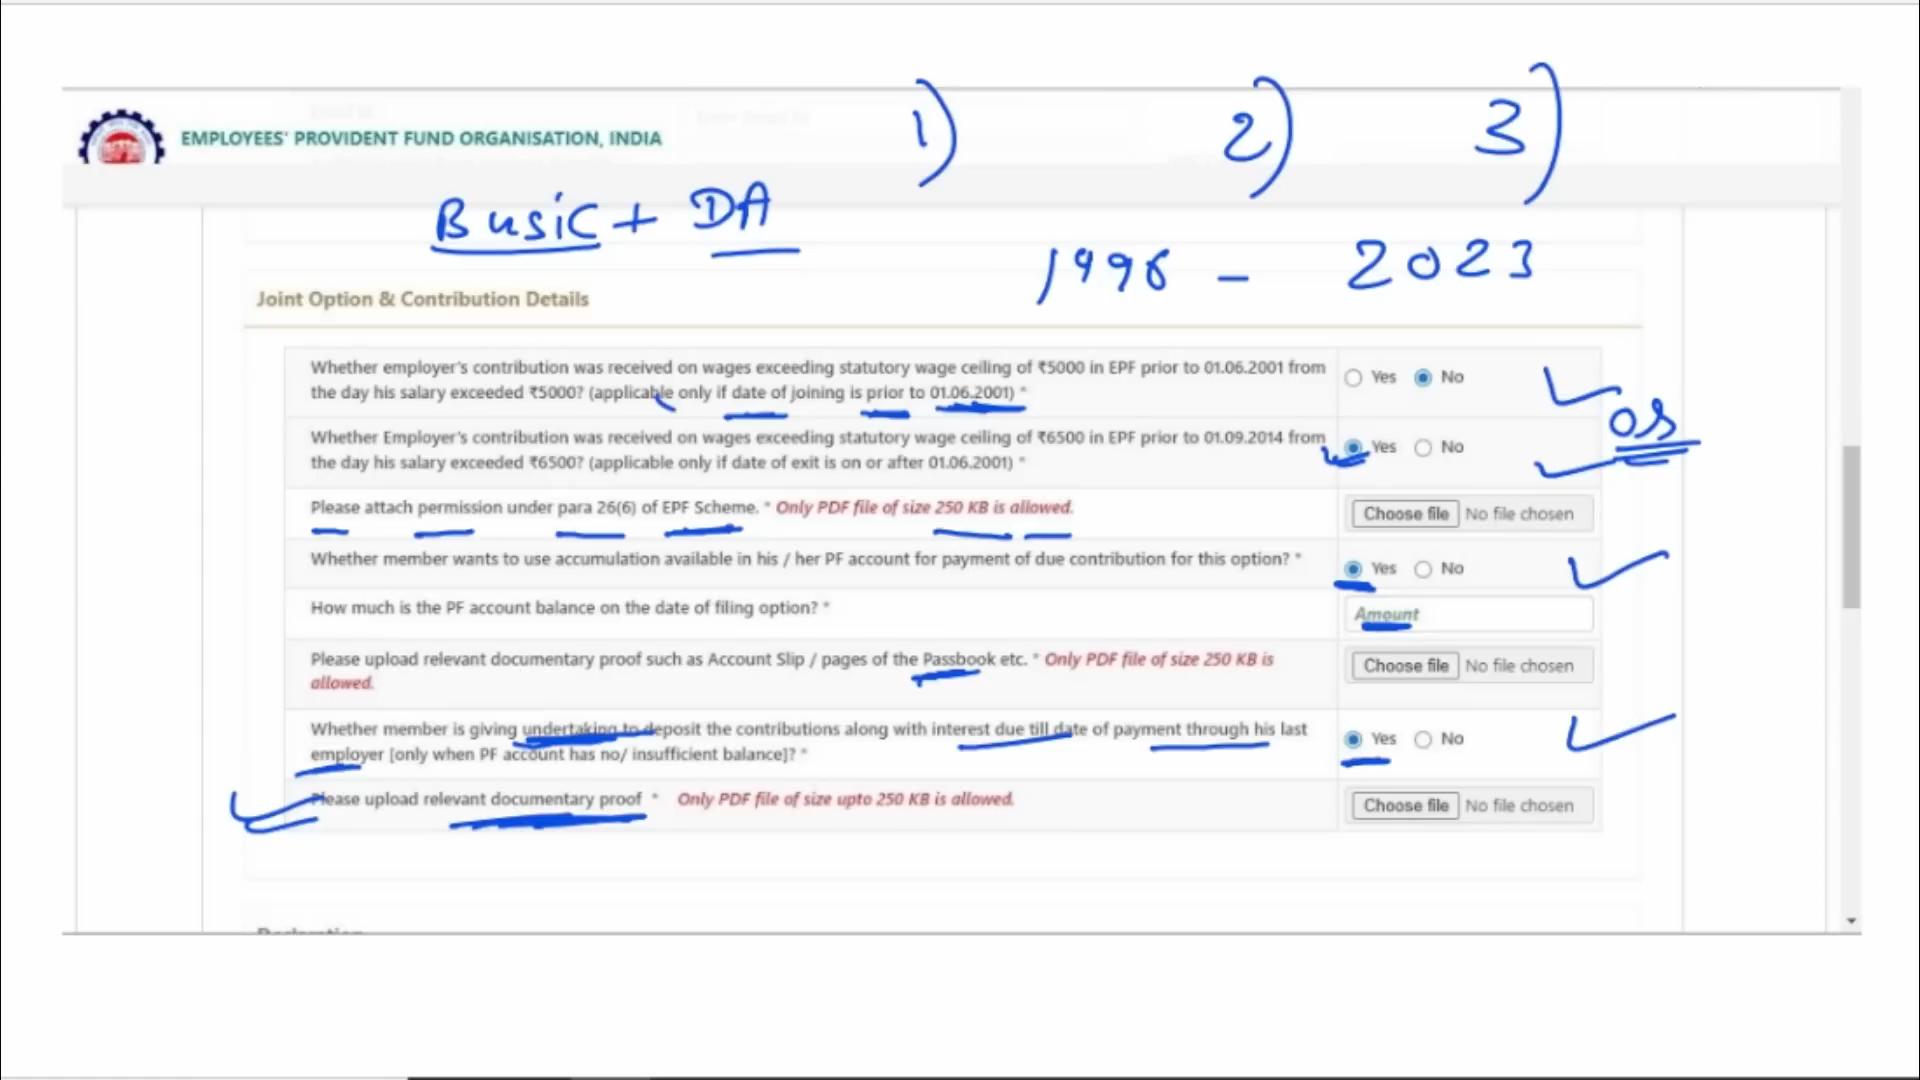 1) 2) 3)
EMPLOYEES' PROVIDENT FUND ORGANISATION, INDIA
Busic + DA
1996 - 2023
Joint Option & Contribution Details
Whether employer's contribution was received on wages exceeding statutory wage ceiling of ₹5000 in EPF prior to 01.06.2001 from
the day his salary exceeded ₹5000? (applicable only if date of joining is prior to 01.06.2001) *
Yes No
Whether Employer's contribution was received on wages exceeding statutory wage ceiling of ₹6500 in EPF prior to 01.09.2014 from
the day his salary exceeded ₹6500? (applicable only if date of exit is on or after 01.06.2001) *
Yes No
Please attach permission under para 26(6) of EPF Scheme. * Only PDF file of size 250 KB is allowed.
Choose file No file chosen
Whether member wants to use accumulation available in his / her PF account for payment of due contribution for this option? *
Yes No
How much is the PF account balance on the date of filing option? *
Amount
Please upload relevant documentary proof such as Account Slip / pages of the Passbook etc. * Only PDF file of size 250 KB is
allowed.
Choose file No file chosen
Whether member is giving undertaking to deposit the contributions along with interest due till date of payment through his last
employer [only when PF account has no/ insufficient balance]? *
Yes No
Please upload relevant documentary proof * Only PDF file of size upto 250 KB is allowed.
Choose file No file chosen